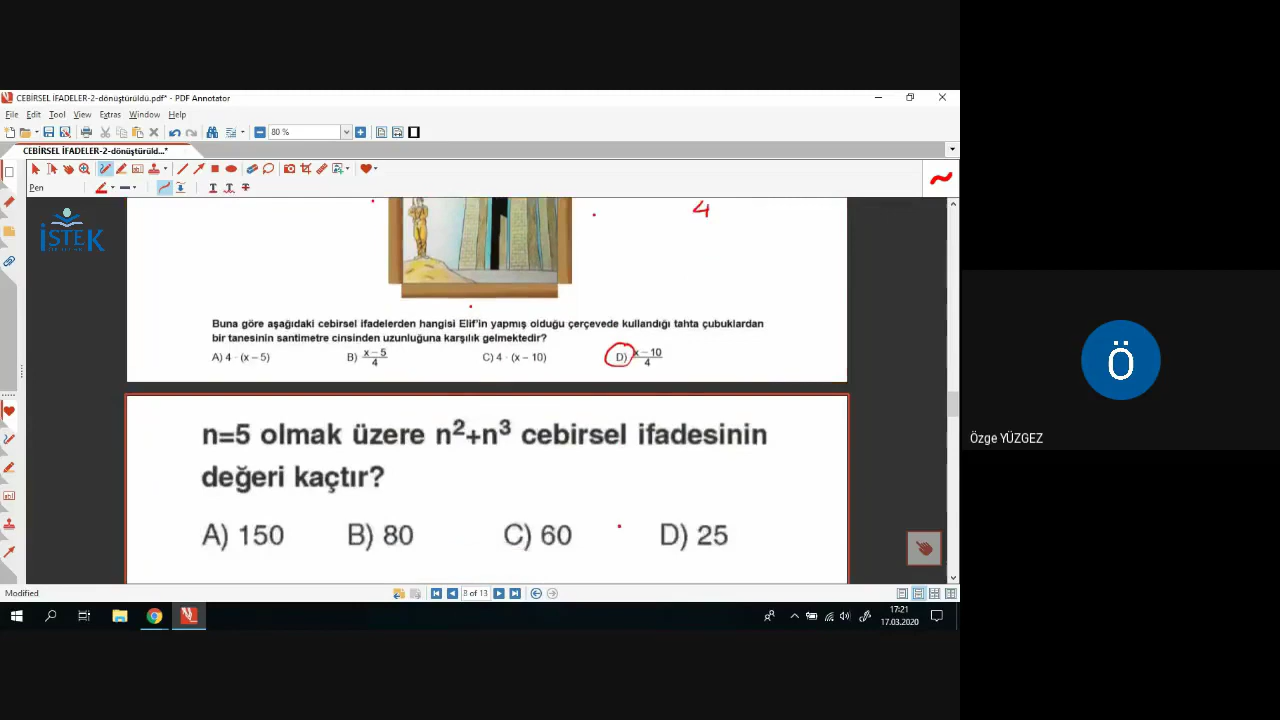 CEBİRSEL İFADELER-2-dönüştürüldü.pdf* - PDF Annotator
File Edit Tool View Extras Window Help
80 %
CEBİRSEL İFADELER-2-dönüştürüld...*
Pen
İSTEK
4
Buna göre aşağıdaki cebirsel ifadelerden hangisi Elif'in yapmış olduğu çerçevede kullandığı tahta çubuklardan
bir tanesinin santimetre cinsinden uzunluğuna karşılık gelmektedir?
A) 4 · (x – 5) B) x – 5 / 4 C) 4 · (x – 10) D) x – 10 / 4
n=5 olmak üzere n²+n³ cebirsel ifadesinin
değeri kaçtır?
A) 150 B) 80 C) 60 D) 25
Modified
8 of 13
17:21
17.03.2020
Ö
Özge YÜZGEZ